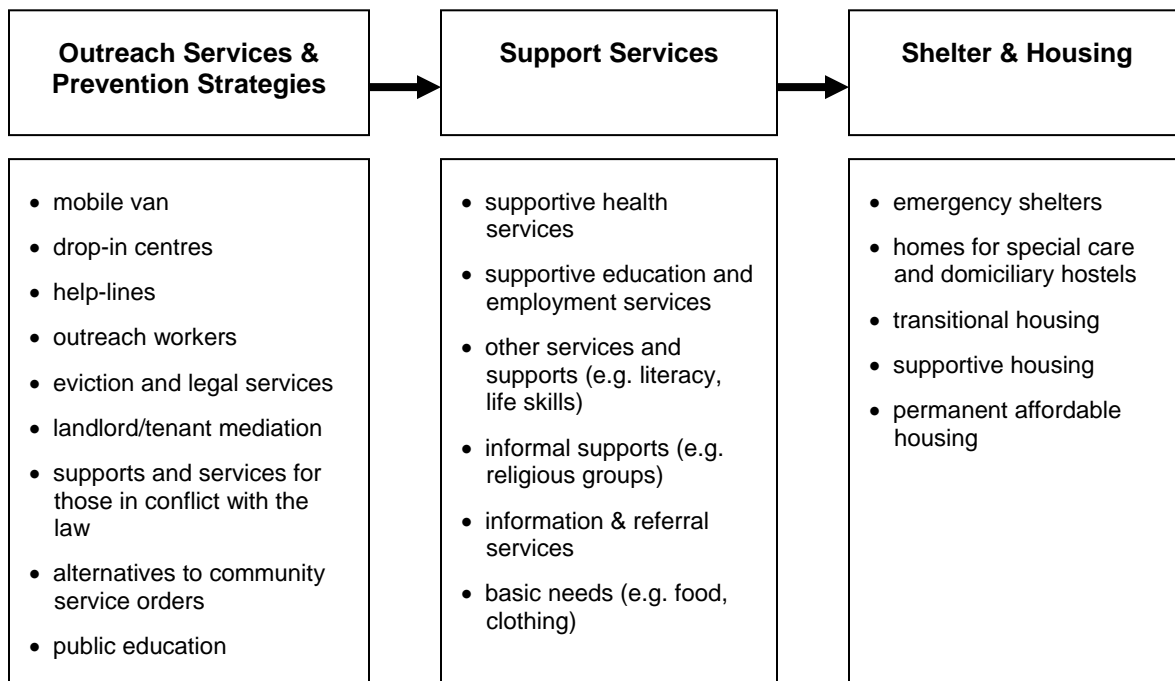 Outreach Services &
Prevention Strategies
Support Services
Shelter & Housing
• mobile van
• drop-in centres
• help-lines
• outreach workers
• eviction and legal services
• landlord/tenant mediation
• supports and services for
those in conflict with the
law
• alternatives to community
service orders
• public education
• supportive health
services
• supportive education and
employment services
• other services and
supports (e.g. literacy,
life skills)
• informal supports (e.g.
religious groups)
• information & referral
services
• basic needs (e.g. food,
clothing)
• emergency shelters
• homes for special care
and domiciliary hostels
• transitional housing
• supportive housing
• permanent affordable
housing